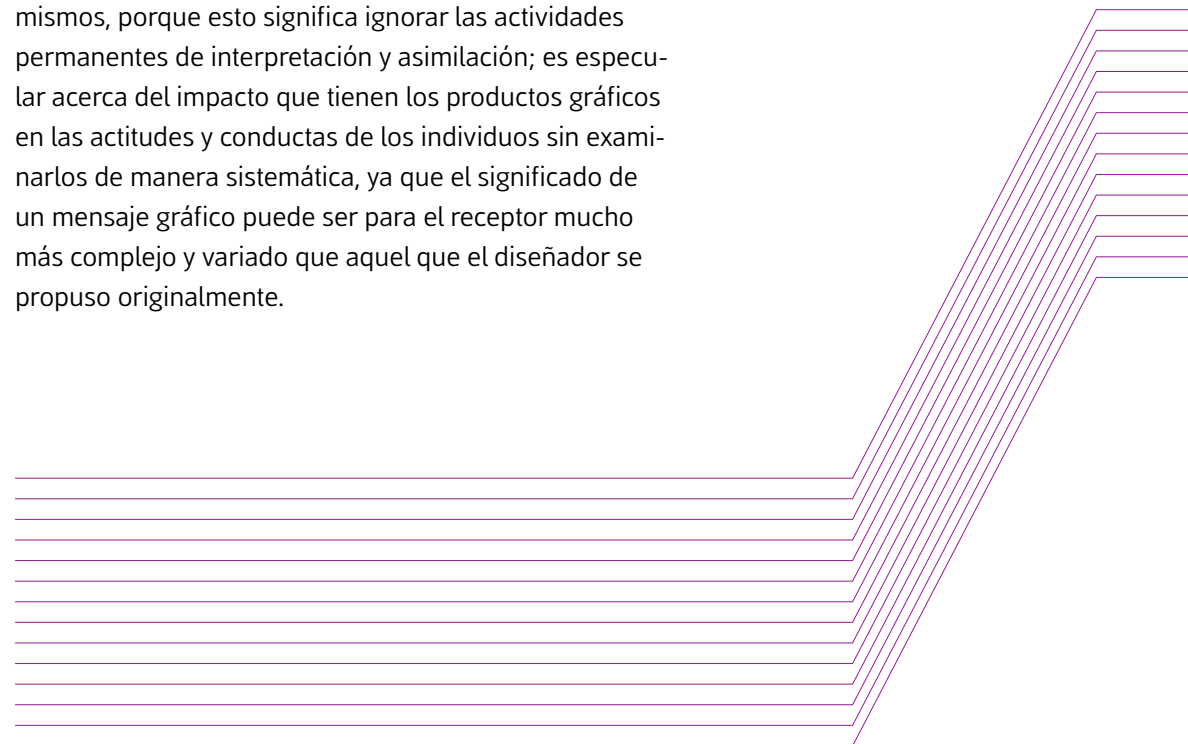 mismos, porque esto significa ignorar las actividades
permanentes de interpretación y asimilación; es especu-
lar acerca del impacto que tienen los productos gráficos
en las actitudes y conductas de los individuos sin exami-
narlos de manera sistemática, ya que el significado de
un mensaje gráfico puede ser para el receptor mucho
más complejo y variado que aquel que el diseñador se
propuso originalmente.